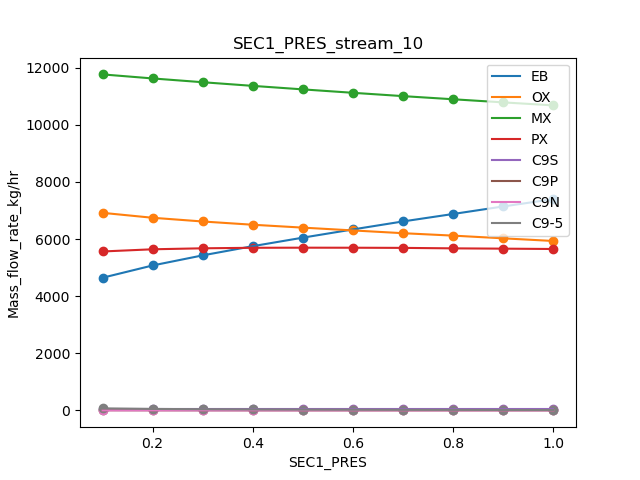 SEC1_PRES_stream_10
12000
10000
8000
6000
4000
2000
0
Mass_flow_rate_kg/hr
EB
OX
MX
PX
C9S
C9P
C9N
C9-5
0.2 0.4 0.6 0.8 1.0
SEC1_PRES